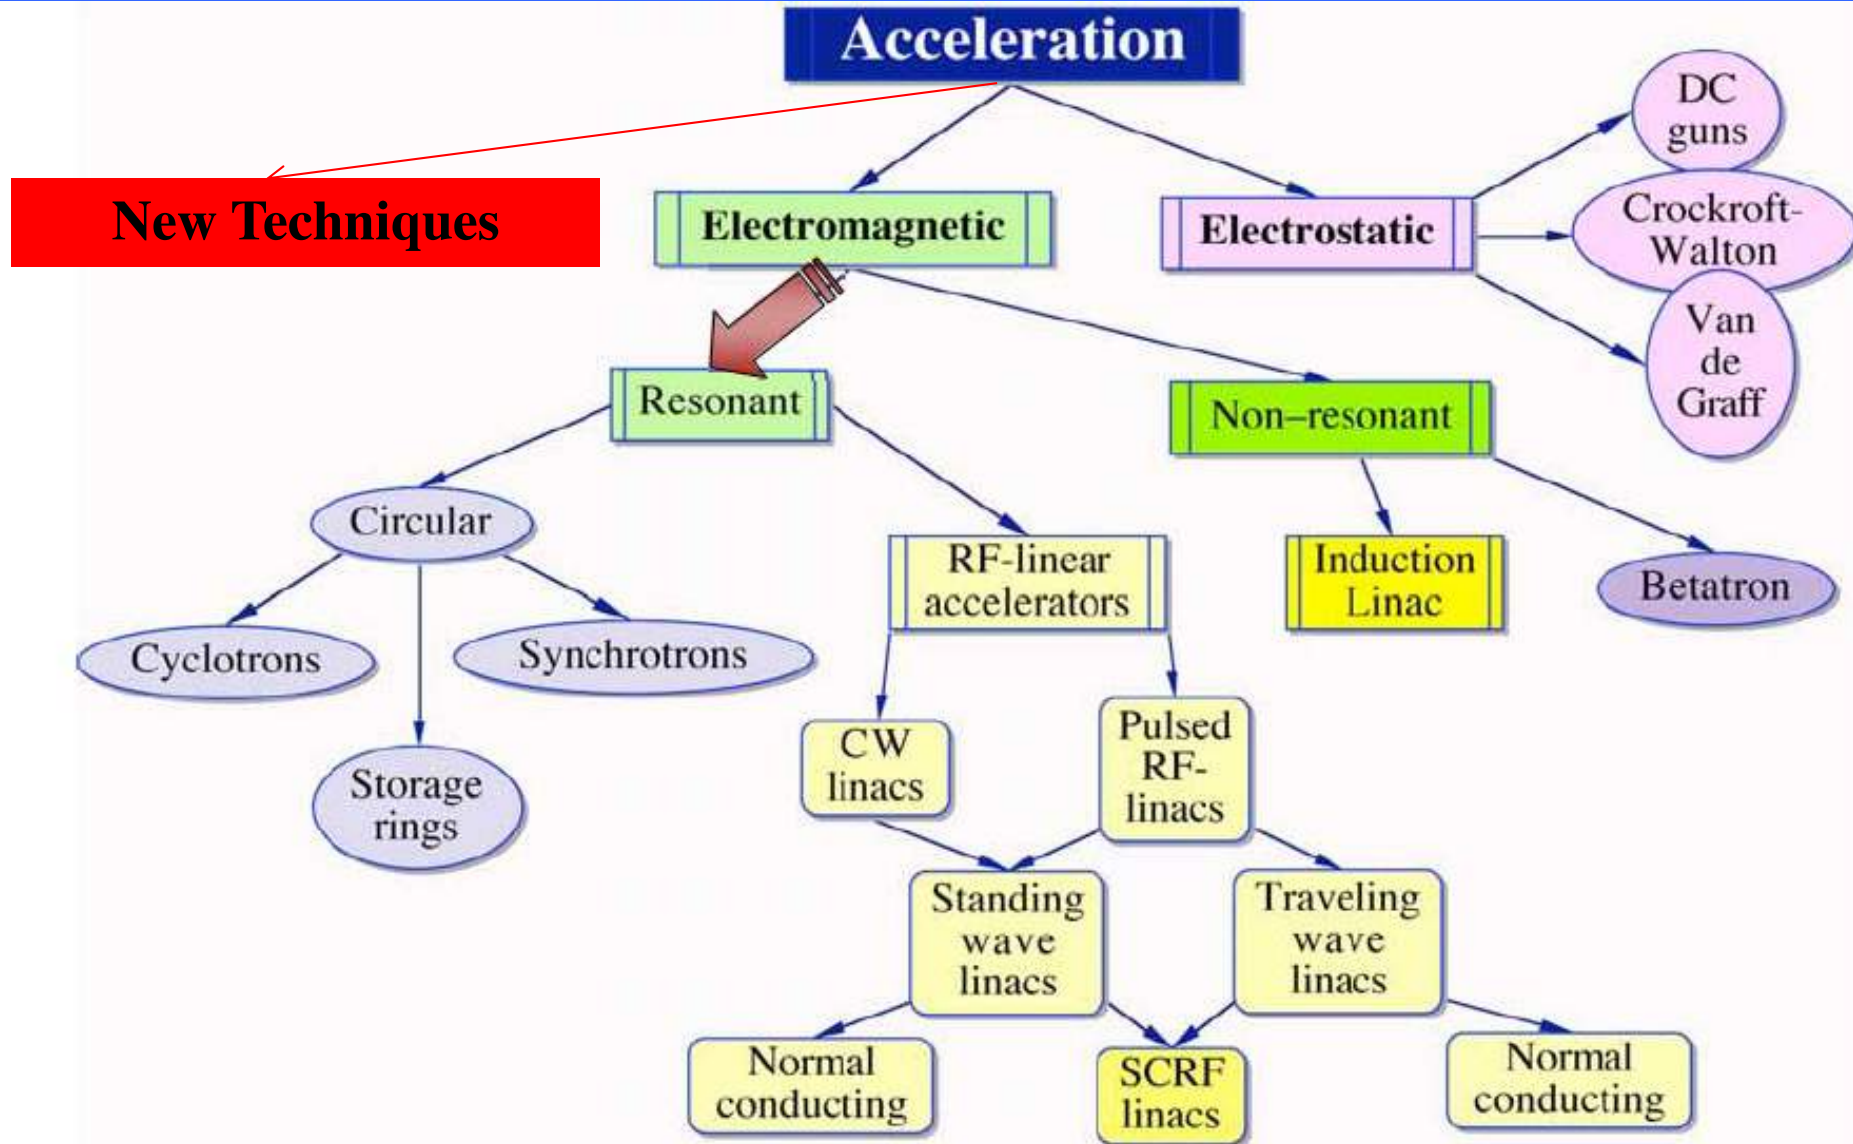 Acceleration
DC
guns
New Techniques
Electromagnetic
Electrostatic
Crockroft-
Walton
Van
de
Graff
Resonant
Non–resonant
Circular
RF-linear
accelerators
Induction
Linac
Betatron
Cyclotrons
Synchrotrons
Storage
rings
CW
linacs
Pulsed
RF-
linacs
Standing
wave
linacs
Traveling
wave
linacs
Normal
conducting
SCRF
linacs
Normal
conducting